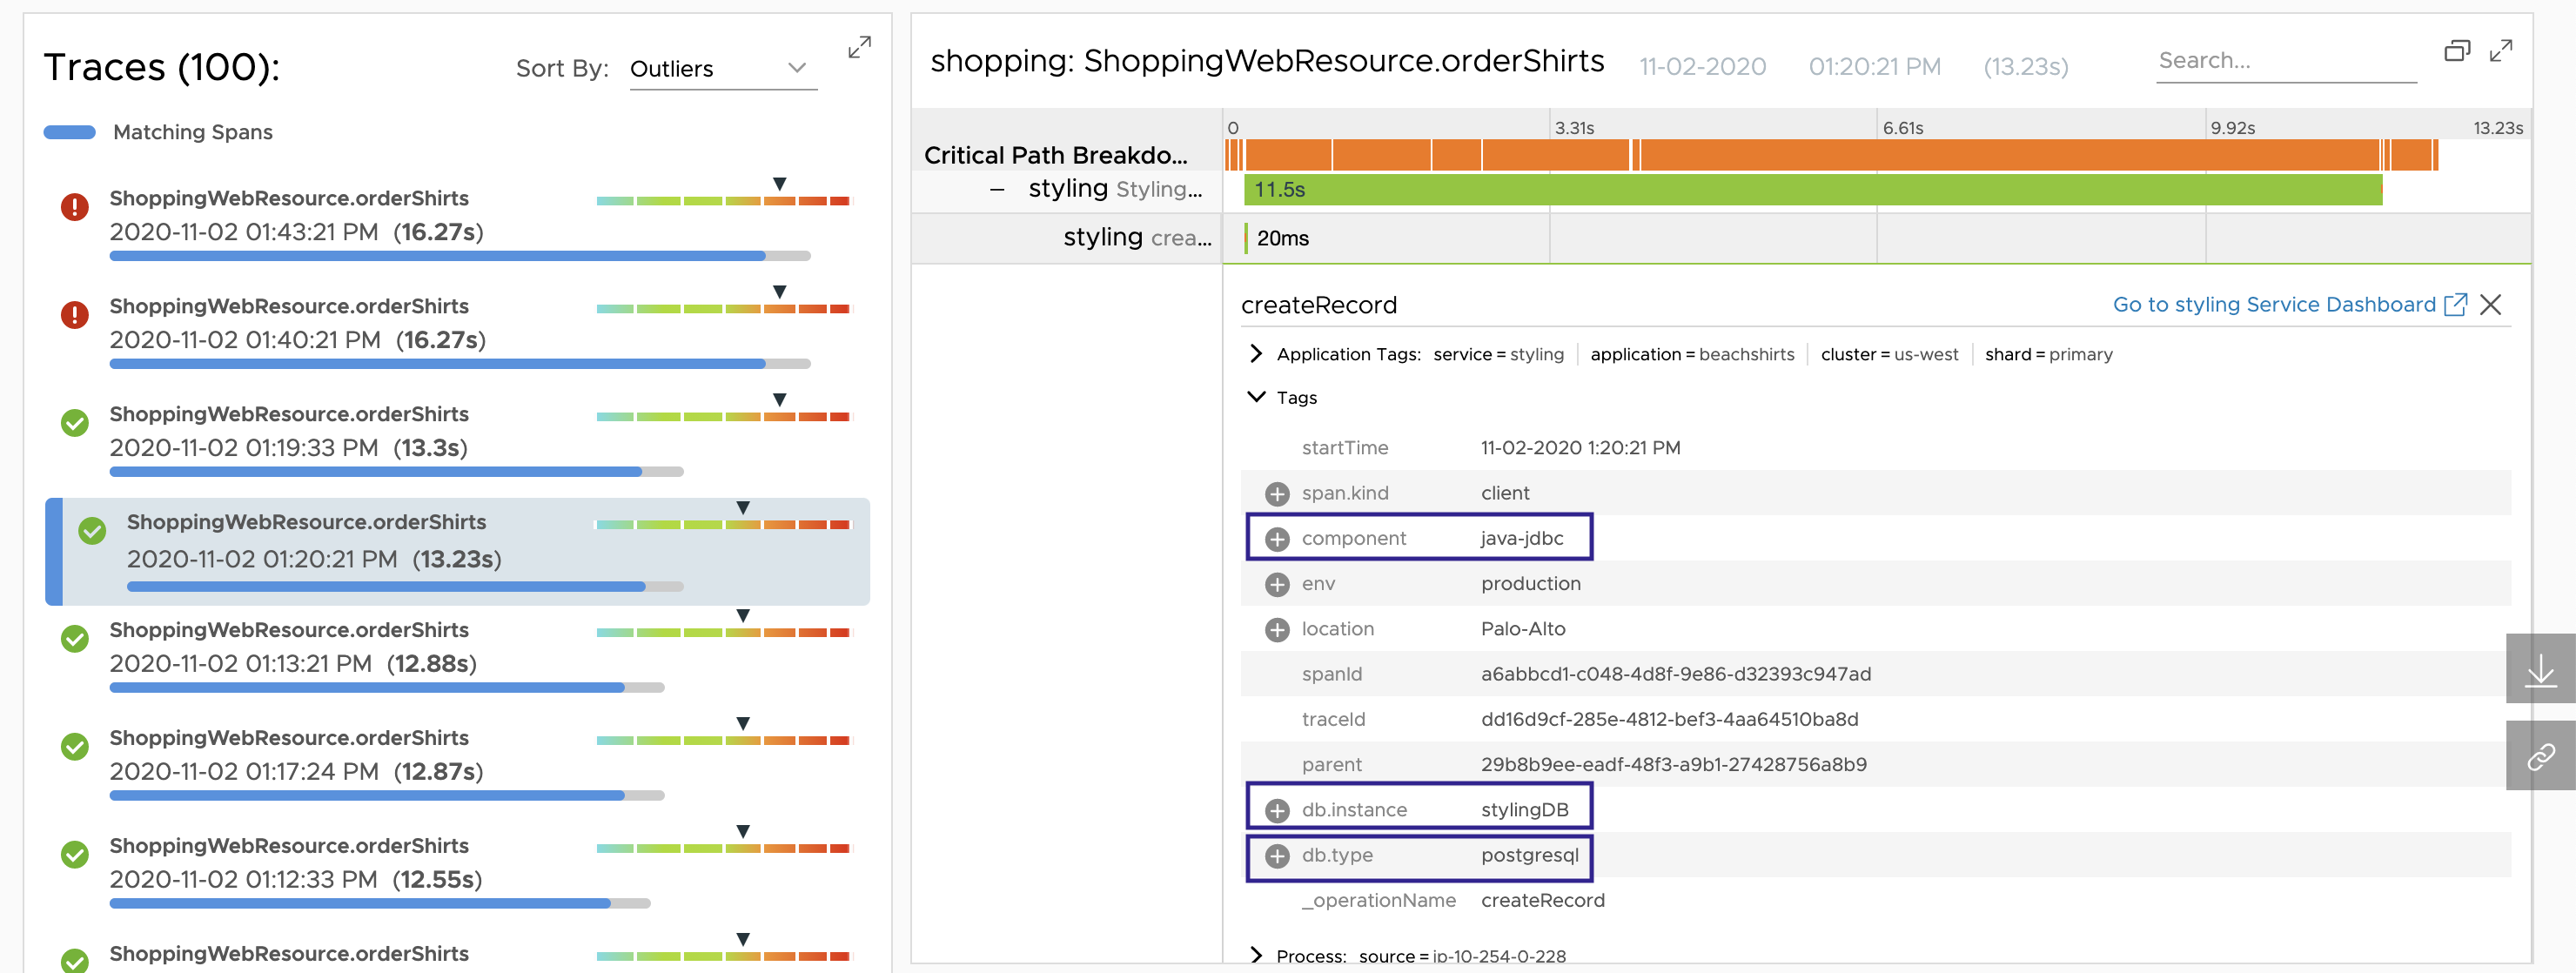 Traces (100):
Sort By: Outliers
Matching Spans
ShoppingWebResource.orderShirts
2020-11-02 01:43:21 PM (16.27s)
ShoppingWebResource.orderShirts
2020-11-02 01:40:21 PM (16.27s)
ShoppingWebResource.orderShirts
2020-11-02 01:19:33 PM (13.3s)
ShoppingWebResource.orderShirts
2020-11-02 01:20:21 PM (13.23s)
ShoppingWebResource.orderShirts
2020-11-02 01:13:21 PM (12.88s)
ShoppingWebResource.orderShirts
2020-11-02 01:17:24 PM (12.87s)
ShoppingWebResource.orderShirts
2020-11-02 01:12:33 PM (12.55s)
ShoppingWebResource.orderShirts
shopping: ShoppingWebResource.orderShirts 11-02-2020 01:20:21 PM (13.23s) Search...
0 3.31s 6.61s 9.92s 13.23s
Critical Path Breakdo...
– styling Styling... 11.5s
styling crea... 20ms
createRecord Go to styling Service Dashboard
Application Tags: service = styling application = beachshirts cluster = us-west shard = primary
Tags
startTime 11-02-2020 1:20:21 PM
span.kind client
component java-jdbc
env production
location Palo-Alto
spanId a6abbcd1-c048-4d8f-9e86-d32393c947ad
traceId dd16d9cf-285e-4812-bef3-4aa64510ba8d
parent 29b8b9ee-eadf-48f3-a9b1-27428756a8b9
db.instance stylingDB
db.type postgresql
_operationName createRecord
Process: source = ip-10-254-0-228